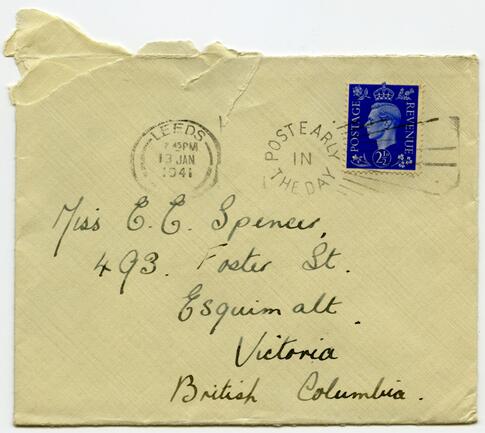 LEEDS
7.45PM
13 JAN
1941
POST EARLY
IN
THE DAY
POSTAGE
REVENUE
2½D
Miss E. E. Spencer,
493. Foster St.
Esquimalt.
Victoria
British Columbia.